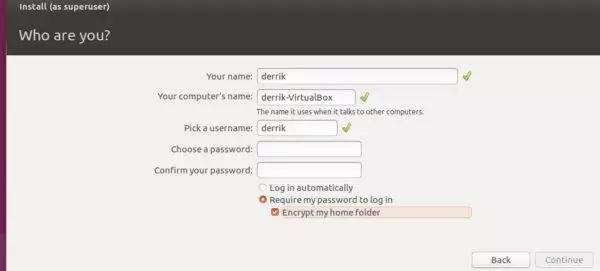 Install (as superuser)
Who are you?
Your name: derrik
Your computer's name: derrik-VirtualBox
The name it uses when it talks to other computers.
Pick a username: derrik
Choose a password:
Confirm your password:
Log in automatically
Require my password to log in
Encrypt my home folder
Back Continue